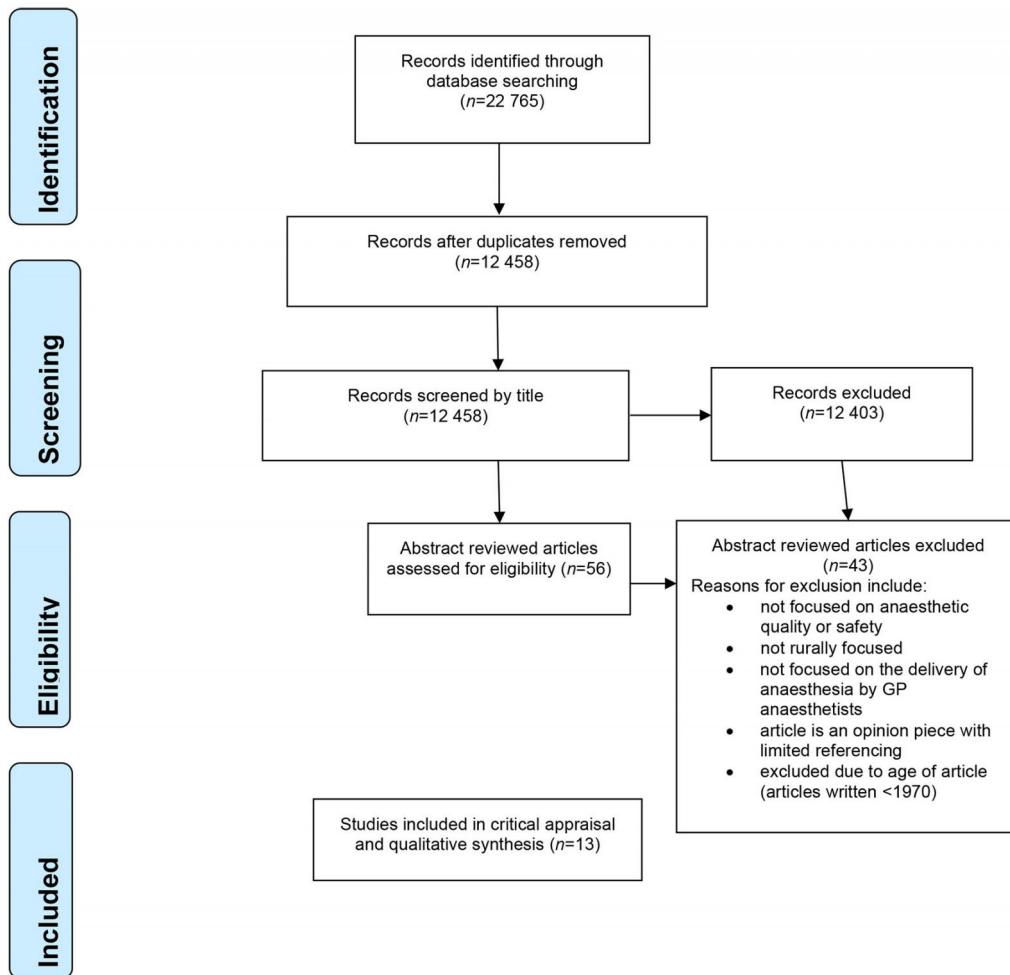 Identification
Records identified through
database searching
(n=22 765)
Records after duplicates removed
(n=12 458)
Screening
Records screened by title
(n=12 458)
Records excluded
(n=12 403)
Eligibility
Abstract reviewed articles
assessed for eligibility (n=56)
Abstract reviewed articles excluded
(n=43)
Reasons for exclusion include:
• not focused on anaesthetic
quality or safety
• not rurally focused
• not focused on the delivery of
anaesthesia by GP
anaesthetists
• article is an opinion piece with
limited referencing
• excluded due to age of article
(articles written <1970)
Included
Studies included in critical appraisal
and qualitative synthesis (n=13)